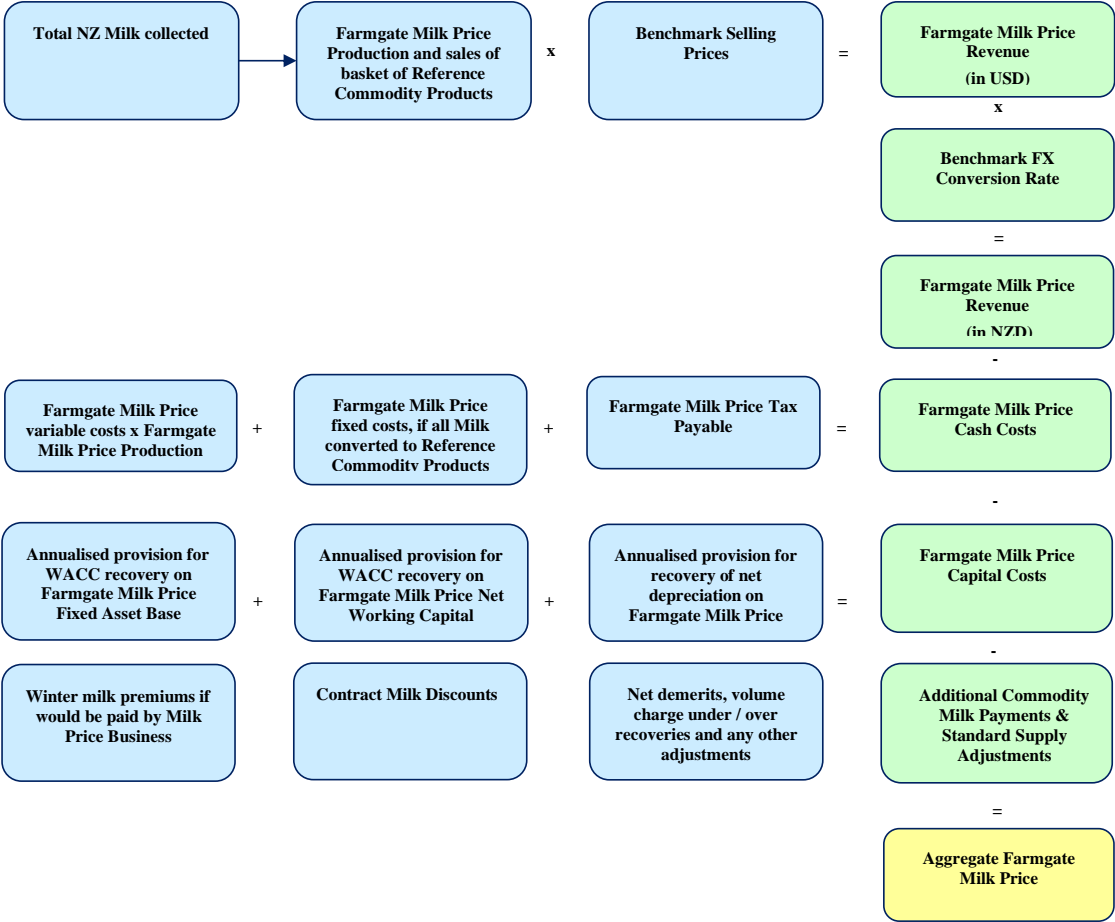 Total NZ Milk collected
Farmgate Milk Price
Production and sales of
basket of Reference
Commodity Products
x
Benchmark Selling
Prices
=
Farmgate Milk Price
Revenue
(in USD)
x
Benchmark FX
Conversion Rate
=
Farmgate Milk Price
Revenue
(in NZD)
-
Farmgate Milk Price
variable costs x Farmgate
Milk Price Production
+
Farmgate Milk Price
fixed costs, if all Milk
converted to Reference
Commodity Products
+
Farmgate Milk Price Tax
Payable
=
Farmgate Milk Price
Cash Costs
-
Annualised provision for
WACC recovery on
Farmgate Milk Price
Fixed Asset Base
+
Annualised provision for
WACC recovery on
Farmgate Milk Price Net
Working Capital
+
Annualised provision for
recovery of net
depreciation on
Farmgate Milk Price
=
Farmgate Milk Price
Capital Costs
-
Winter milk premiums if
would be paid by Milk
Price Business
Contract Milk Discounts
Net demerits, volume
charge under / over
recoveries and any other
adjustments
Additional Commodity
Milk Payments &
Standard Supply
Adjustments
=
Aggregate Farmgate
Milk Price